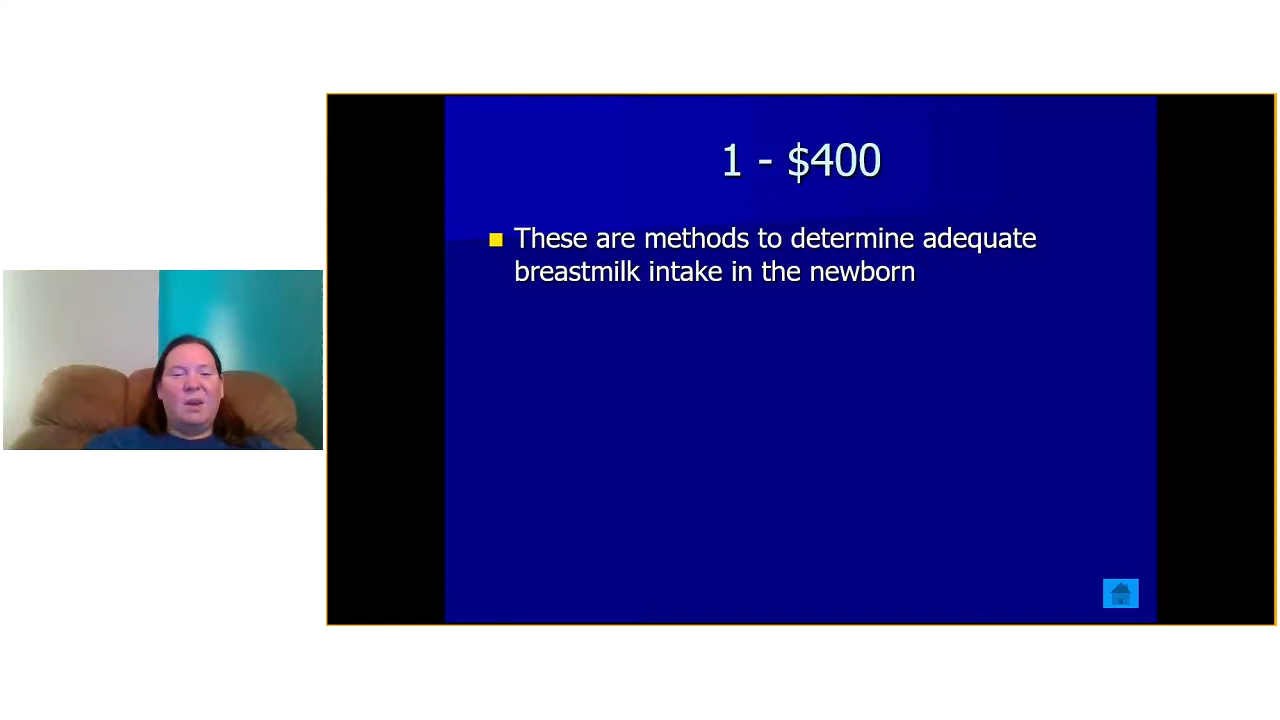 1 - $400
These are methods to determine adequate
breastmilk intake in the newborn